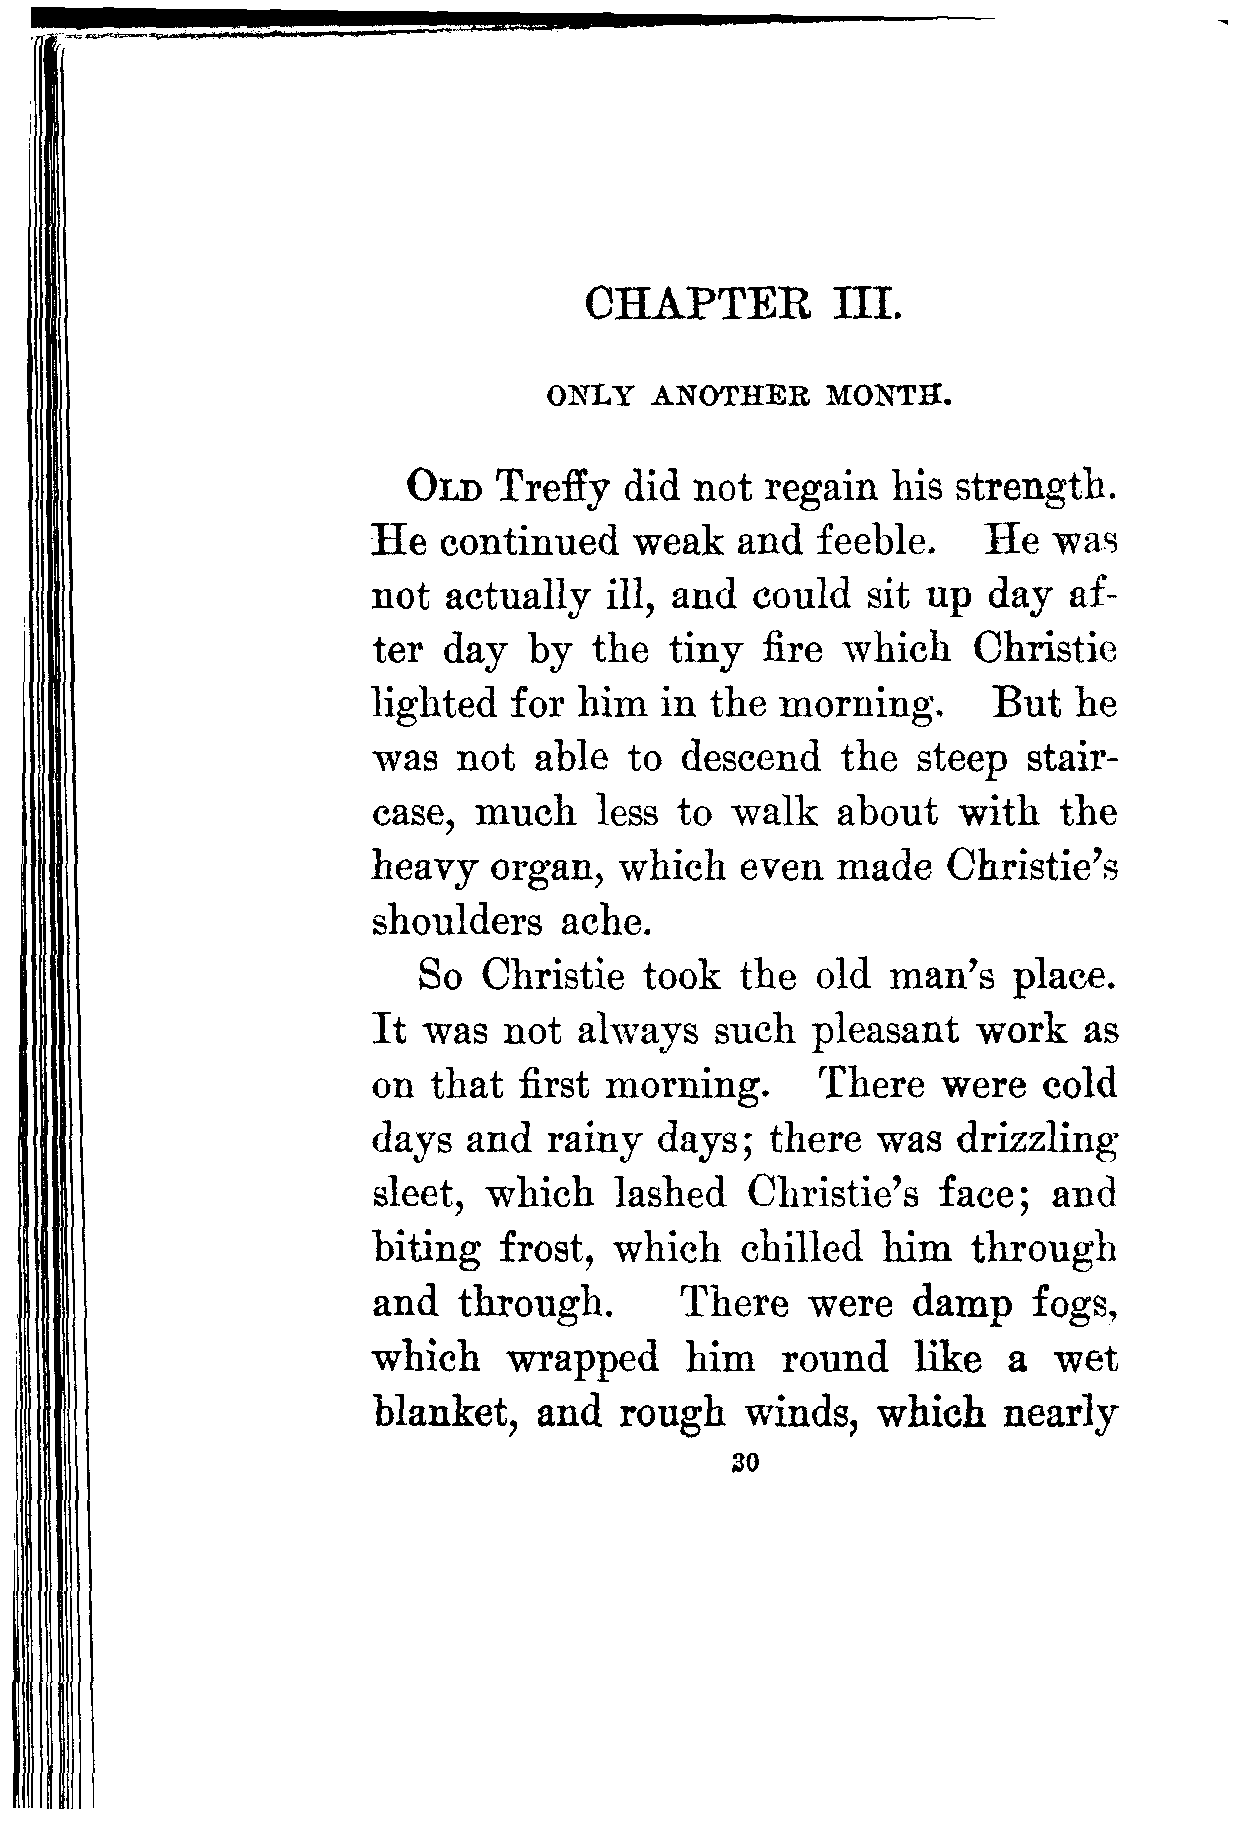 CHAPTER III.
ONLY ANOTHER MONTH.
OLD Treffy did not regain his strength.
He continued weak and feeble. He was
not actually ill, and could sit up day af-
ter day by the tiny fire which Christie
lighted for him in the morning. But he
was not able to descend the steep stair-
case, much less to walk about with the
heavy organ, which even made Christie's
shoulders ache.
So Christie took the old man's place.
It was not always such pleasant work as
on that first morning. There were cold
days and rainy days; there was drizzling
sleet, which lashed Christie's face; and
biting frost, which chilled him through
and through. There were damp fogs,
which wrapped him round like a wet
blanket, and rough winds, which nearly
30